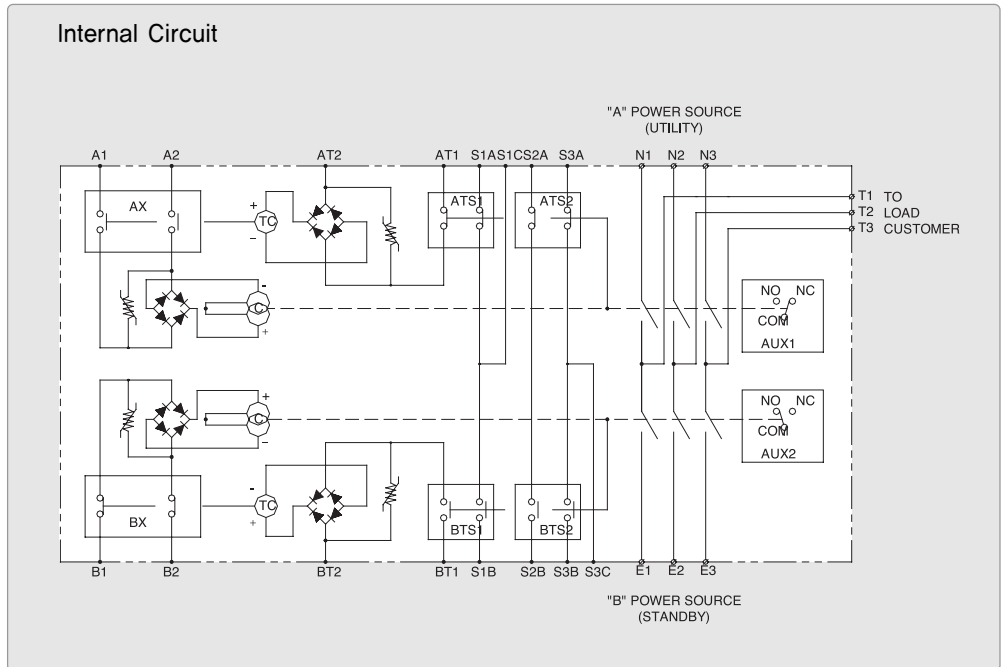 Internal Circuit
"A" POWER SOURCE
(UTILITY)
A1 A2 AT2 AT1 S1A S1C S2A S3A N1 N2 N3
T1 TO
T2 LOAD
T3 CUSTOMER
AX
+
TC
-
ATS1
ATS2
-
C
+
NO NC
COM
AUX1
+
C
-
NO NC
COM
AUX2
BX
-
TC
+
BTS1
BTS2
B1 B2 BT2 BT1 S1B S2B S3B S3C E1 E2 E3
"B" POWER SOURCE
(STANDBY)